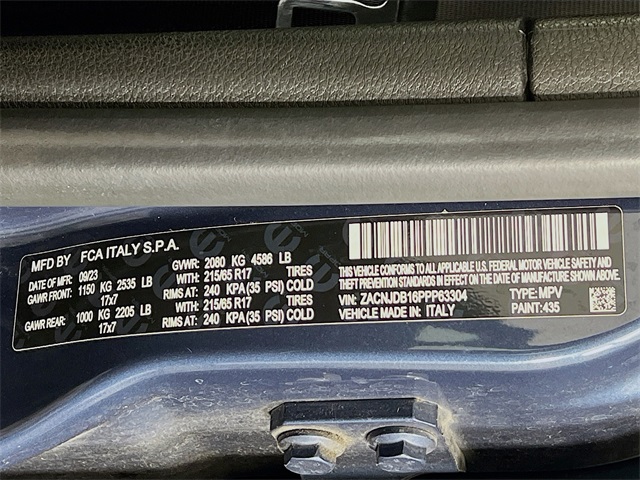 MFD BY FCA ITALY S.P.A.
DATE OF MFG: 09/23 GVWR: 2080 KG 4586 LB
GAWR FRONT: 1150 KG 2535 LB WITH: 215/65 R17 TIRES
17x7 RIMS AT: 240 KPA(35 PSI) COLD
GAWR REAR: 1000 KG 2205 LB WITH: 215/65 R17 TIRES
17x7 RIMS AT: 240 KPA(35 PSI) COLD
THIS VEHICLE CONFORMS TO ALL APPLICABLE U.S. FEDERAL
MOTOR VEHICLE SAFETY, BUMPER AND
THEFT PREVENTION STANDARDS IN EFFECT ON THE DATE OF MANUFACTURE SHOWN ABOVE.
VIN: ZACNJDB16PPP63304 TYPE: MPV
VEHICLE MADE IN: ITALY PAINT: 435